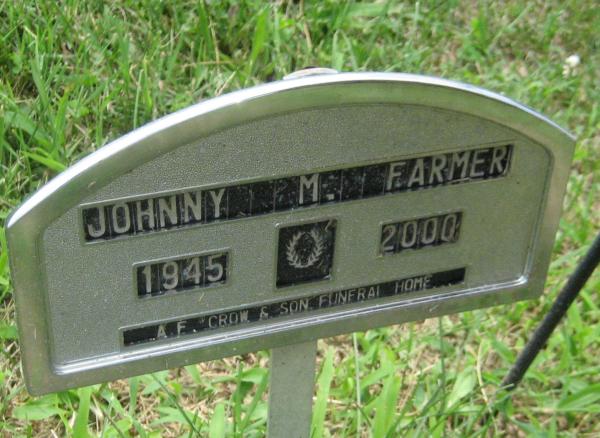 JOHNNY M. FARMER
1945 2000
A.F. CROW & SON FUNERAL HOME